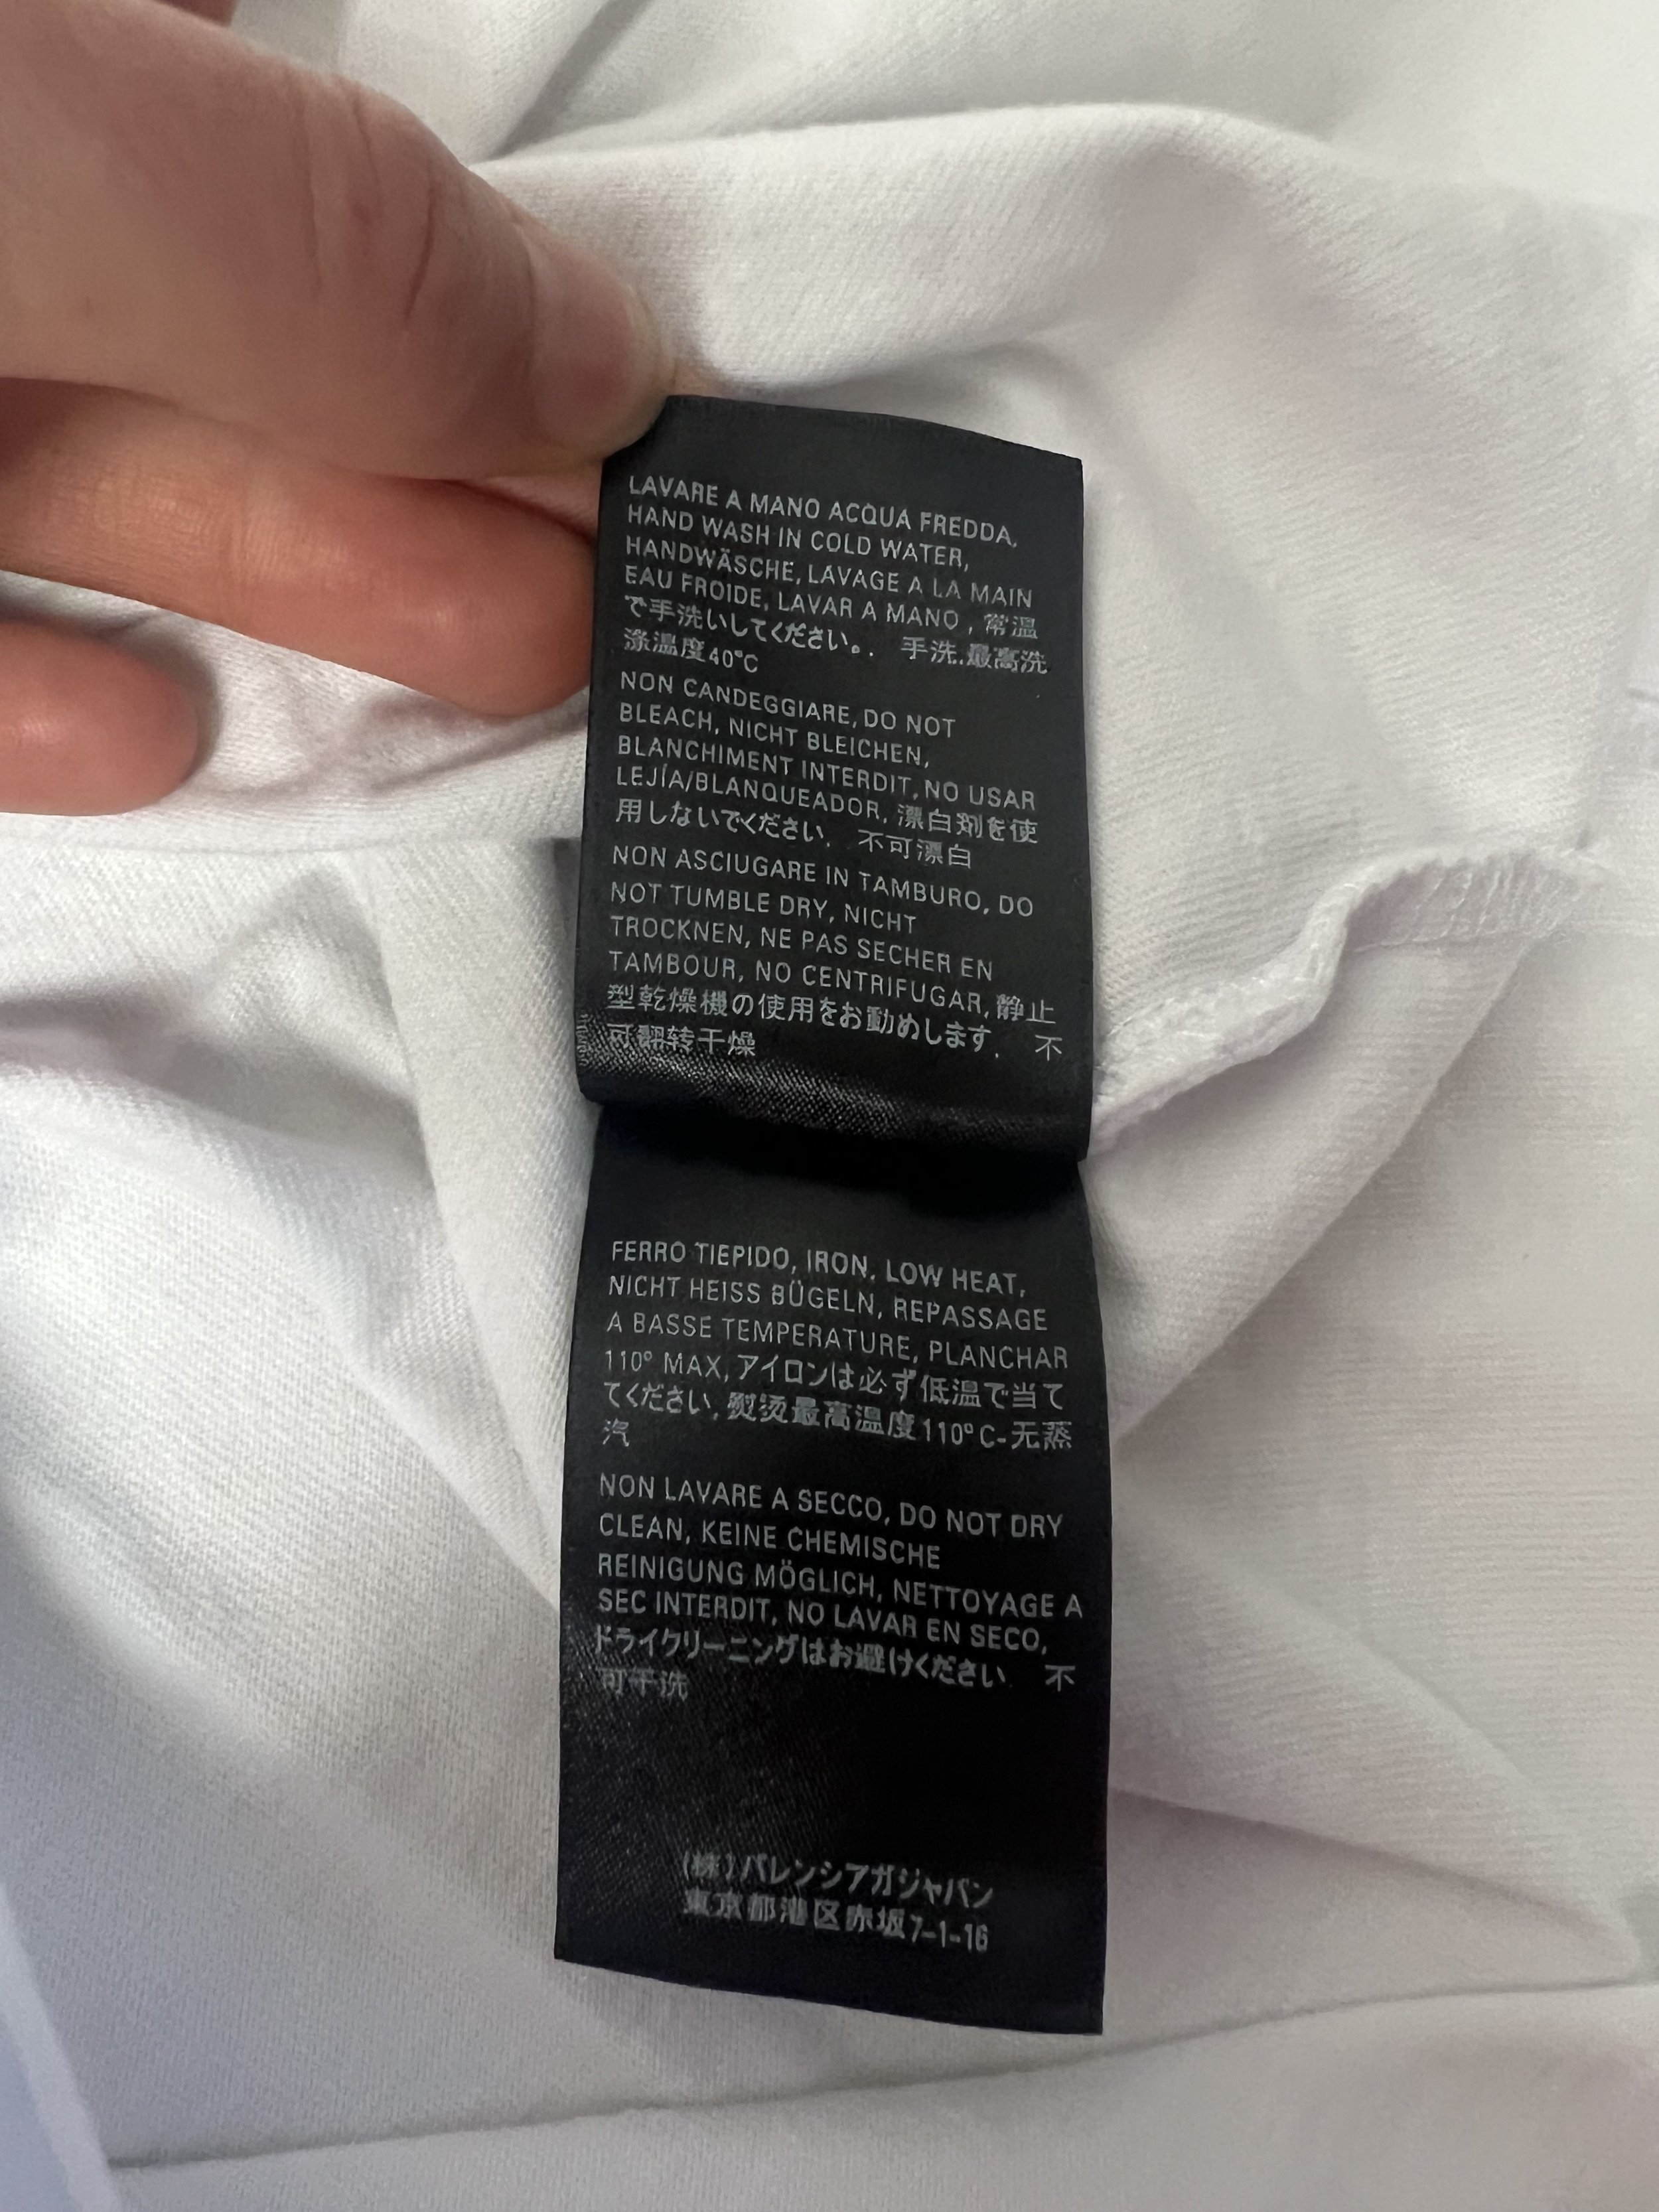 LAVARE A MANO ACQUA FREDDA,
HAND WASH IN COLD WATER,
HANDWÄSCHE, LAVAGE A LA MAIN
EAU FROIDE, LAVAR A MANO , 常温
で手洗いしてください。. 手洗.最高洗
涤温度40°C
NON CANDEGGIARE, DO NOT
BLEACH, NICHT BLEICHEN,
BLANCHIMENT INTERDIT, NO USAR
LEJÍA/BLANQUEADOR, 漂白剤を使
用しないでください. 不可漂白
NON ASCIUGARE IN TAMBURO, DO
NOT TUMBLE DRY, NICHT
TROCKNEN, NE PAS SECHER EN
TAMBOUR, NO CENTRIFUGAR, 静止
型乾燥機の使用をお勧めします. 不
可翻转干燥
FERRO TIEPIDO, IRON, LOW HEAT,
NICHT HEISS BÜGELN, REPASSAGE
A BASSE TEMPERATURE, PLANCHAR
110° MAX, アイロンは必ず低温で当て
てください, 熨烫最高温度110°C-无蒸
汽
NON LAVARE A SECCO, DO NOT DRY
CLEAN, KEINE CHEMISCHE
REINIGUNG MÖGLICH, NETTOYAGE A
SEC INTERDIT, NO LAVAR EN SECO,
ドライクリーニングはお避けください 不
可干洗
(株)バレンシアガジャパン
東京都港区赤坂7-1-16